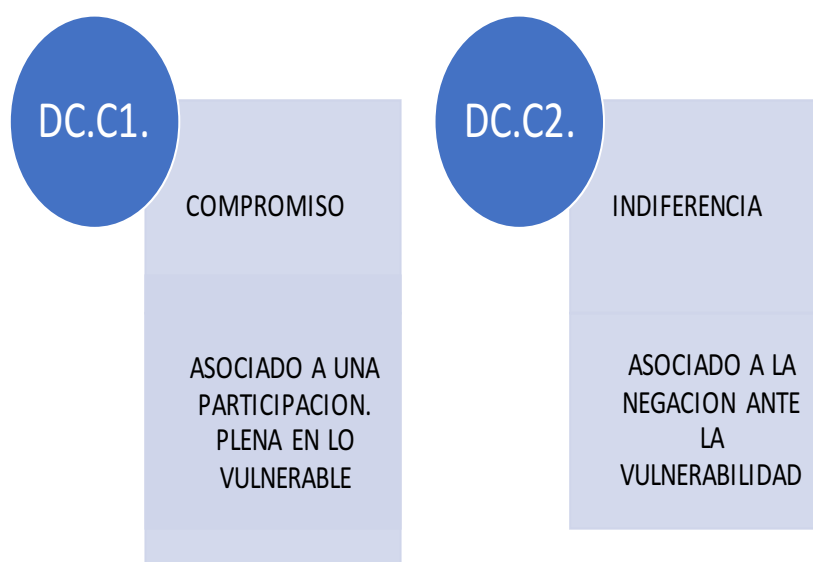 DC.C1.
COMPROMISO
ASOCIADO A UNA
PARTICIPACION.
PLENA EN LO
VULNERABLE
DC.C2.
INDIFERENCIA
ASOCIADO A LA
NEGACION ANTE
LA
VULNERABILIDAD